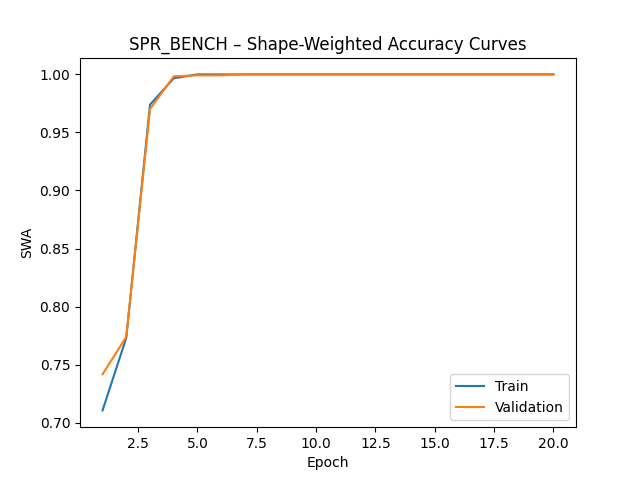 SPR_BENCH – Shape-Weighted Accuracy Curves
1.00
0.95
0.90
0.85
0.80
0.75
0.70
SWA
Train
Validation
2.5 5.0 7.5 10.0 12.5 15.0 17.5 20.0
Epoch